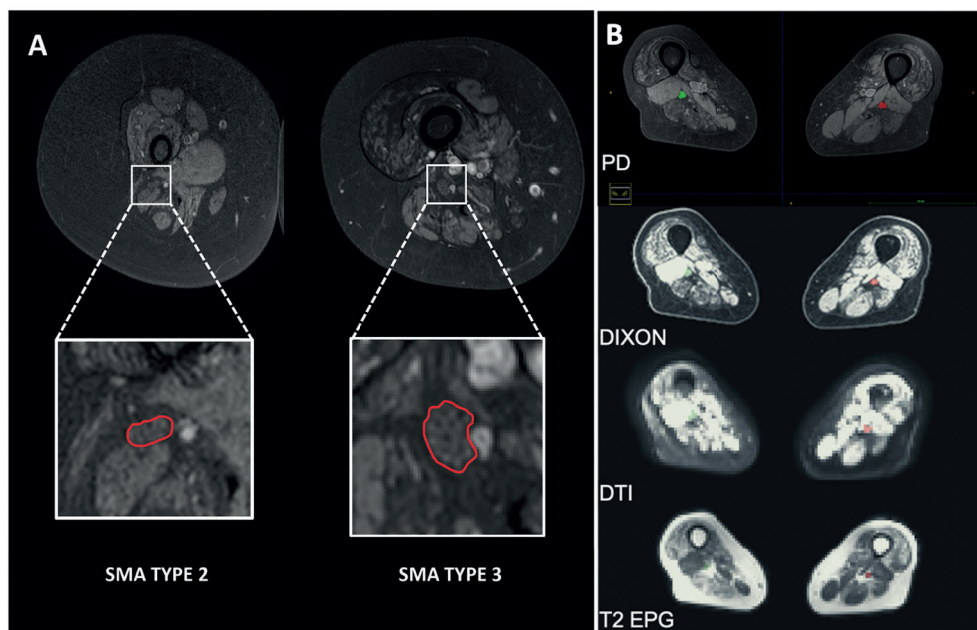 A
SMA TYPE 2
SMA TYPE 3
B
PD
DIXON
DTI
T2 EPG